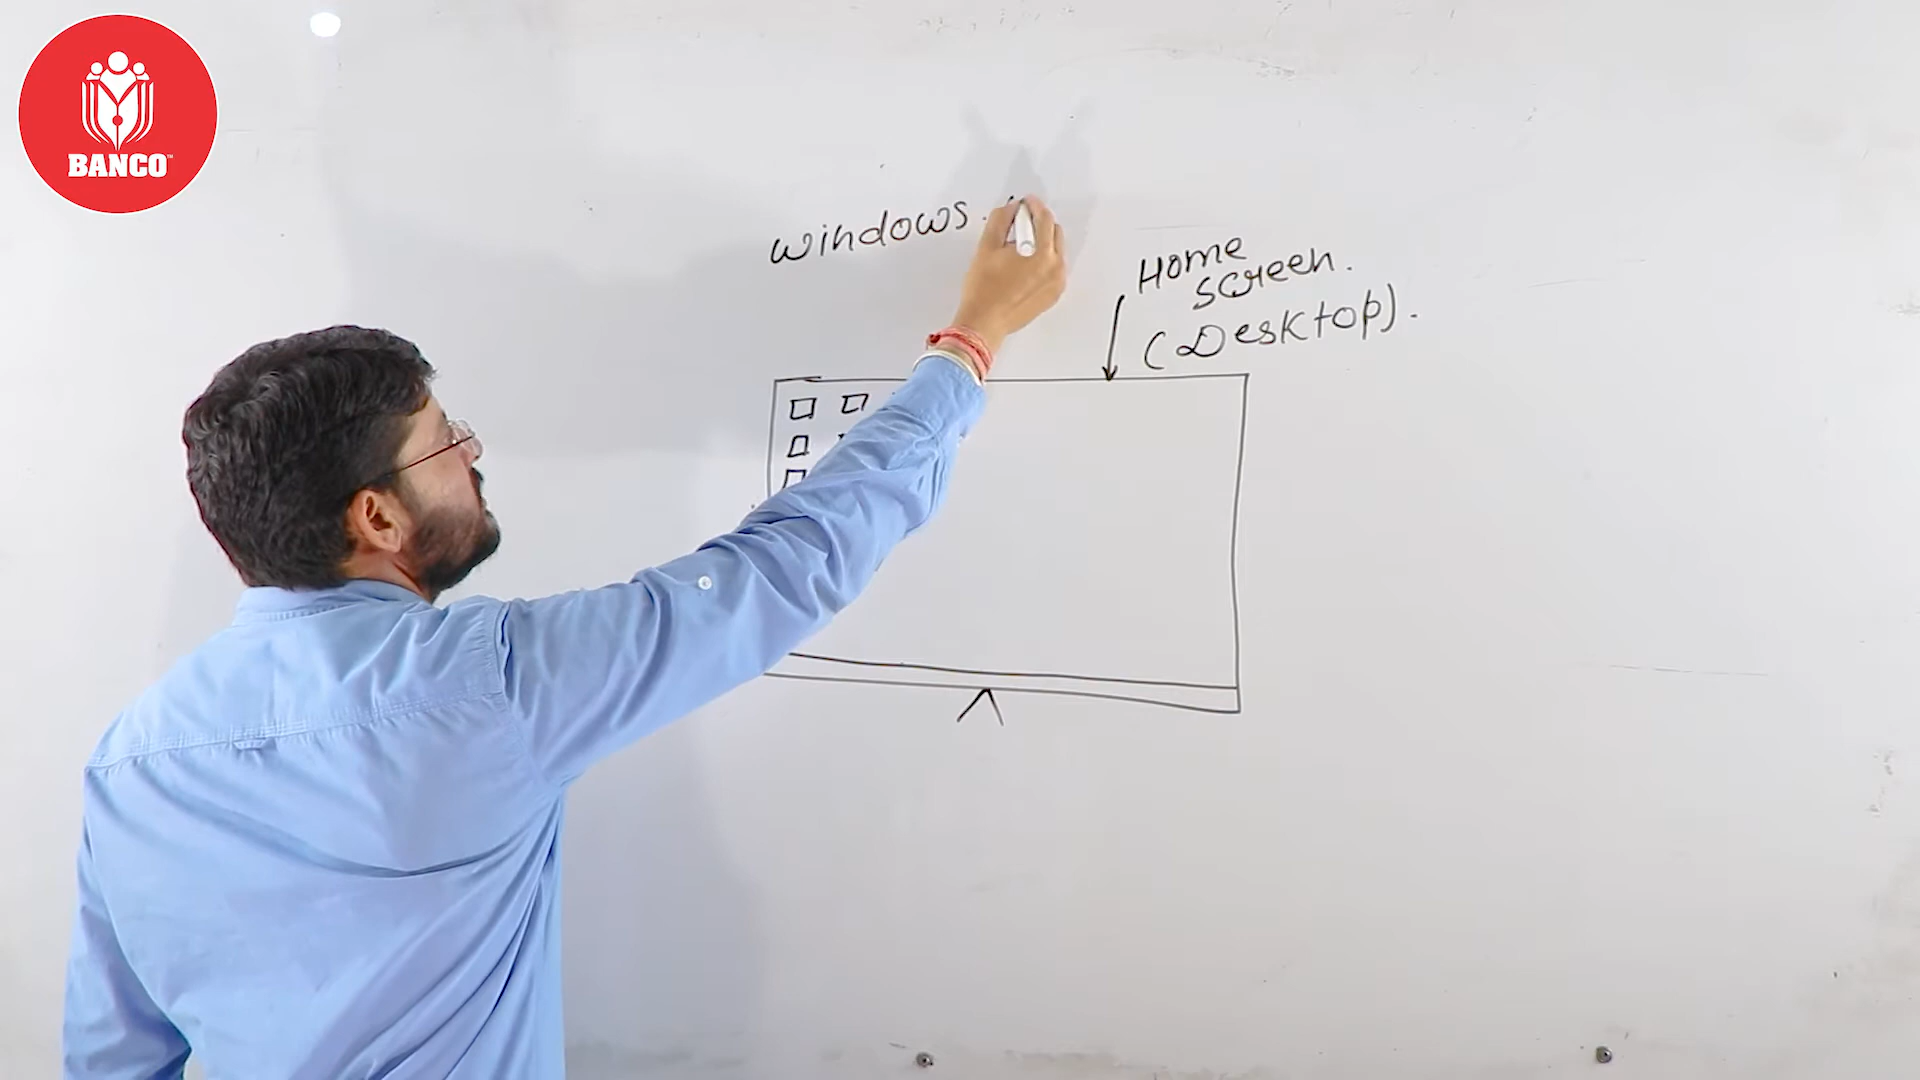 BANCO
Windows.
Home
Screen.
(Desktop).